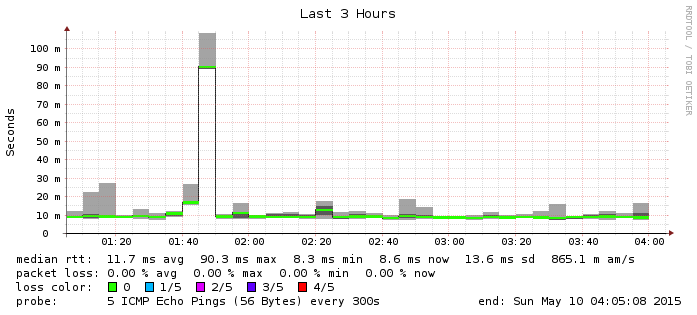 Last 3 Hours
RRDTOOL / TOBI OETIKER
Seconds
100 m
90 m
80 m
70 m
60 m
50 m
40 m
30 m
20 m
10 m
0
01:20 01:40 02:00 02:20 02:40 03:00 03:20 03:40 04:00
median rtt: 11.7 ms avg 90.3 ms max 8.3 ms min 8.6 ms now 13.6 ms sd 865.1 m am/s
packet loss: 0.00 % avg 0.00 % max 0.00 % min 0.00 % now
loss color: 0 1/5 2/5 3/5 4/5
probe: 5 ICMP Echo Pings (56 Bytes) every 300s end: Sun May 10 04:05:08 2015